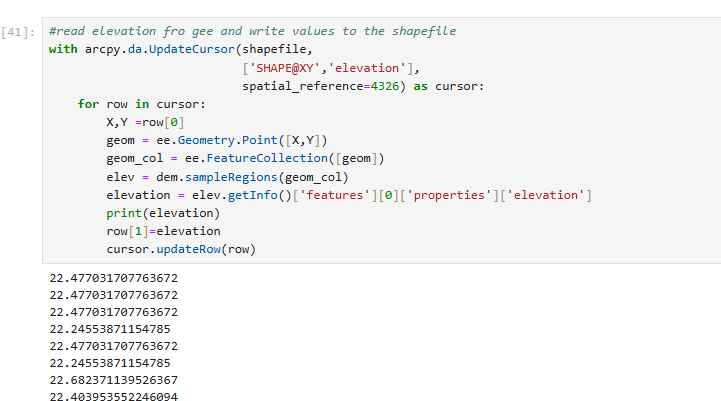 [41]: #read elevation fro gee and write values to the shapefile
with arcpy.da.UpdateCursor(shapefile,
['SHAPE@XY','elevation'],
spatial_reference=4326) as cursor:
for row in cursor:
X,Y =row[0]
geom = ee.Geometry.Point([X,Y])
geom_col = ee.FeatureCollection([geom])
elev = dem.sampleRegions(geom_col)
elevation = elev.getInfo()['features'][0]['properties']['elevation']
print(elevation)
row[1]=elevation
cursor.updateRow(row)
22.477031707763672
22.477031707763672
22.477031707763672
22.24553871154785
22.477031707763672
22.24553871154785
22.682371139526367
22.403953552246094